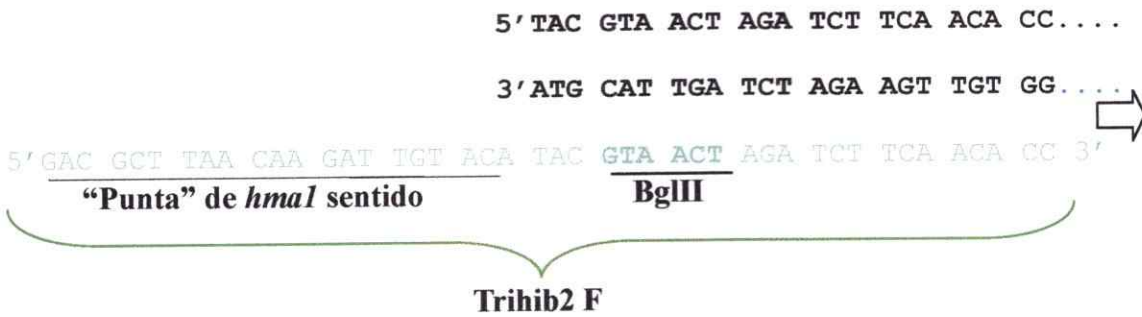 5'TAC GTA ACT AGA TCT TCA ACA CC....
3'ATG CAT TGA TCT AGA AGT TGT GG.....
5'GAC GCT TAA CAA GAT TGT ACA TAC GTA ACT AGA TCT TCA ACA CC 3'
“Punta” de hma1 sentido
BglII
Trihib2 F